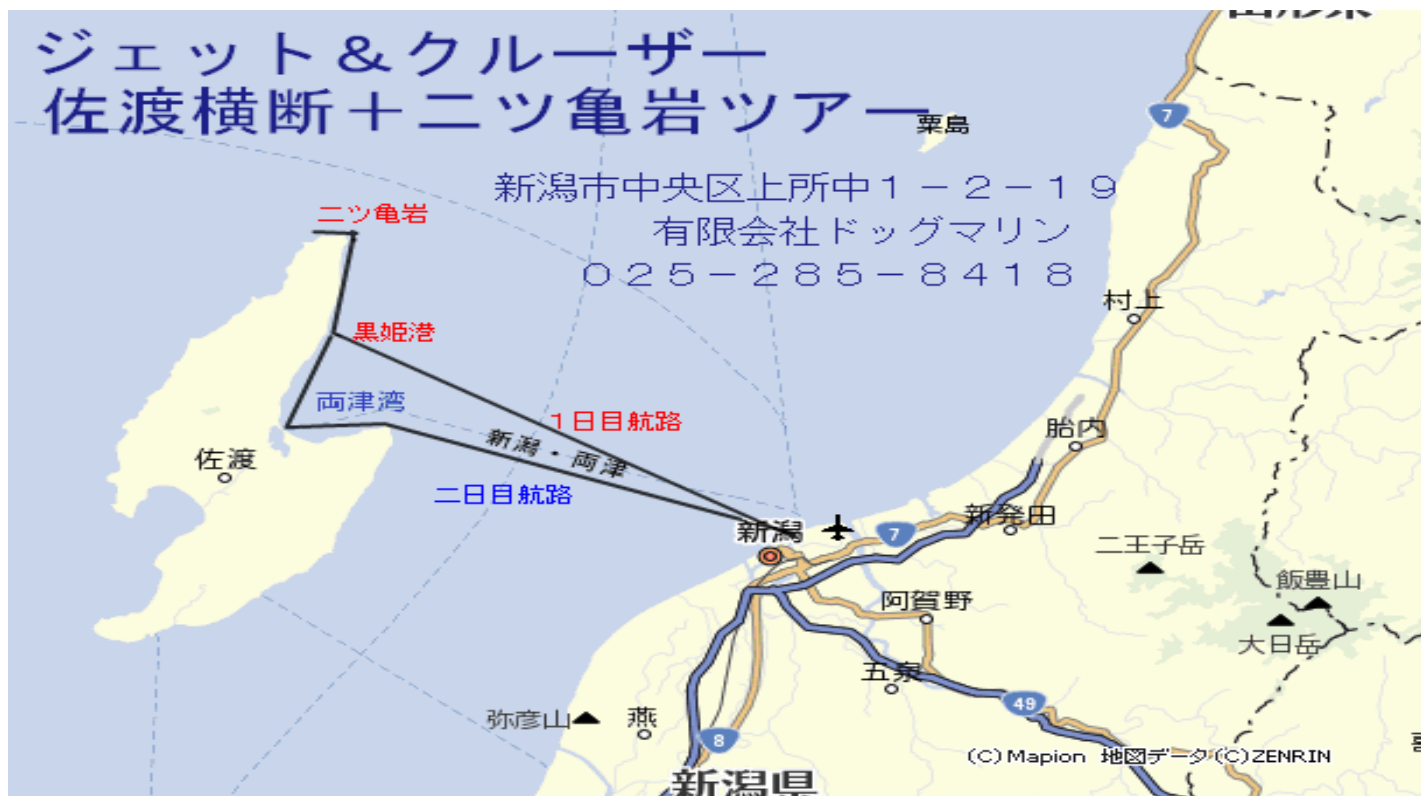 ジェット＆クルーザー
佐渡横断＋二ツ亀岩ツアー
粟島
7
新潟市中央区上所中１－２－１９
有限会社ドッグマリン
０２５－２８５－８４１８
二ツ亀岩
村上
黒姫港
両津湾
１日目航路
胎内
新潟・両津
佐渡
二日目航路
新発田
新潟
7
二王子岳
飯豊山
阿賀野
大日岳
五泉
49
弥彦山
燕
8
(C)Mapion 地図データ(C)ZENRIN
新潟県